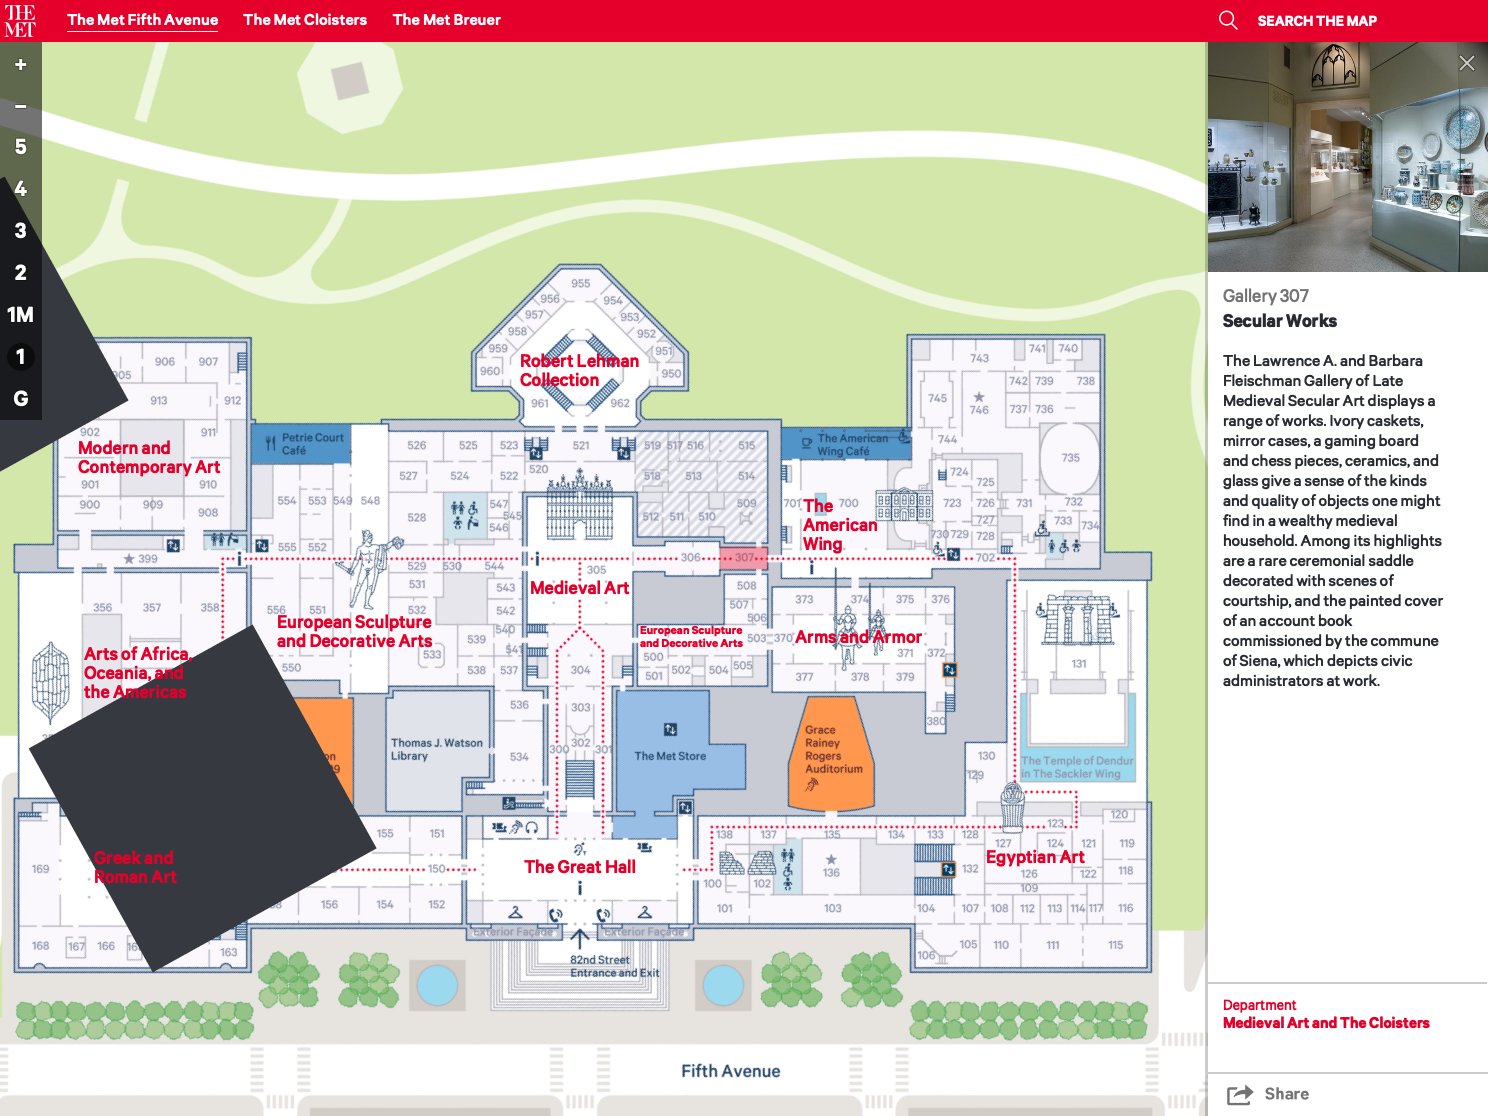 THE MET
The Met Fifth Avenue
The Met Cloisters
The Met Breuer
SEARCH THE MAP
+
−
5
4
3
2
1M
1
G
955
956
954
957
953
958
952
959
951
960
950
Robert Lehman
Collection
961
962
906
907
905
913
912
902
911
Modern and
Contemporary Art
901
910
900
909
908
Petrie Court
Café
526
525
523
521
519
517
516
515
527
524
522
520
518
513
514
554
553
549
548
528
547
545
546
509
512
511
510
555
552
399
529
530
544
305
306
307
Medieval Art
531
543
508
356
357
358
556
551
532
542
507
506
European Sculpture
and Decorative Arts
540
539
541
533
550
538
537
304
European Sculpture
and Decorative Arts
503
500
501
502
504
505
Arts of Africa,
Oceania, and
the Americas
536
303
Thomas J. Watson
Library
534
300
302
301
The Met Store
The American
Wing Café
743
741
740
742
739
738
745
746
737
736
744
735
724
725
701
700
723
726
731
732
727
733
734
730
729
728
702
The
American
Wing
373
374
375
376
370
Arms and Armor
371
372
377
378
379
380
131
Grace
Rainey
Rogers
Auditorium
The Temple of Dendur
in The Sackler Wing
130
129
120
123
155
151
138
137
135
134
133
128
127
124
121
119
Greek and
Roman Art
169
150
The Great Hall
100
102
136
132
Egyptian Art
126
122
118
109
156
154
152
101
103
104
107
108
112
113
114
117
116
168
167
166
163
Exterior Façade
Exterior Façade
106
105
110
111
115
82nd Street
Entrance and Exit
Fifth Avenue
Gallery 307
Secular Works
The Lawrence A. and Barbara
Fleischman Gallery of Late
Medieval Secular Art displays a
range of works. Ivory caskets,
mirror cases, a gaming board
and chess pieces, ceramics, and
glass give a sense of the kinds
and quality of objects one might
find in a wealthy medieval
household. Among its highlights
are a rare ceremonial saddle
decorated with scenes of
courtship, and the painted cover
of an account book
commissioned by the commune
of Siena, which depicts civic
administrators at work.
Department
Medieval Art and The Cloisters
Share